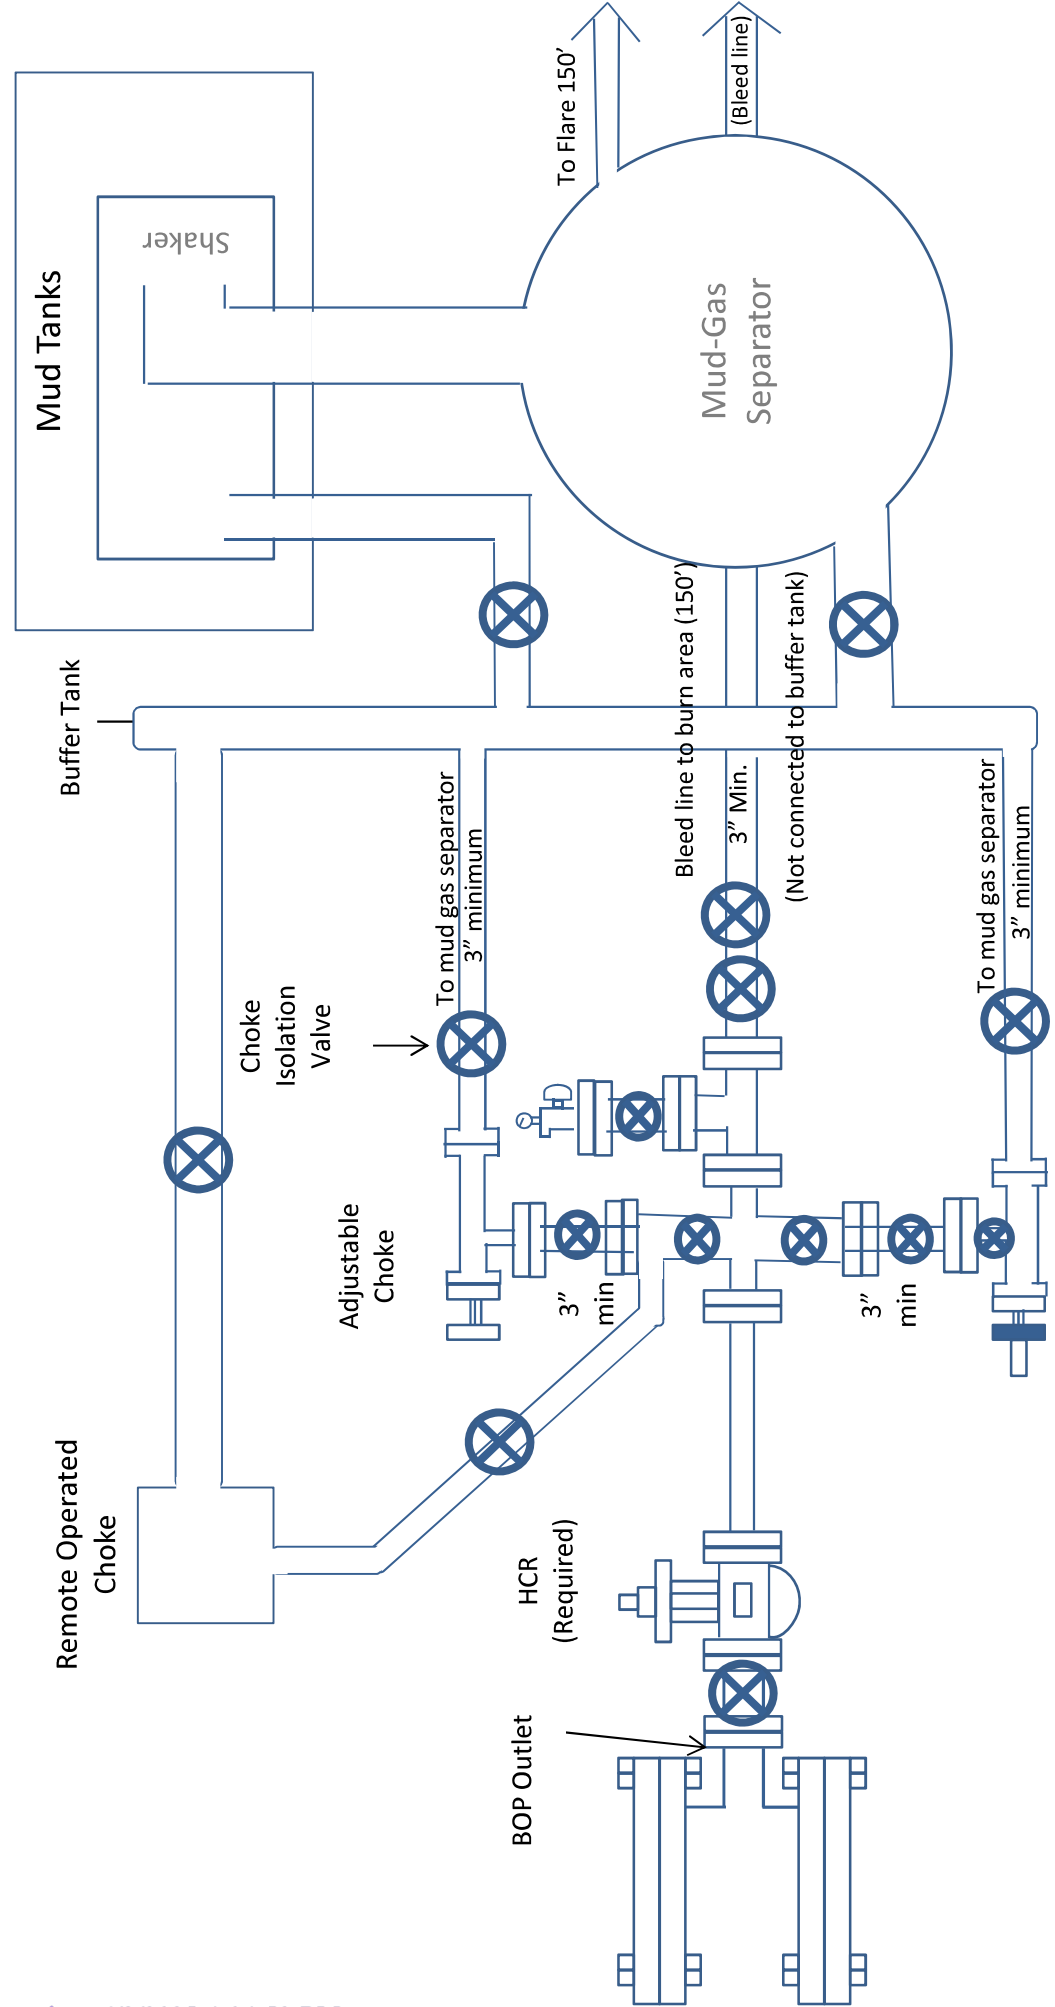 Mud Tanks
Shaker
To Flare 150’
(Bleed line)
Mud-Gas
Separator
Buffer Tank
Bleed line to burn area (150’)
3” Min.
(Not connected to buffer tank)
To mud gas separator
3” minimum
To mud gas separator
3” minimum
Choke
Isolation
Valve
Adjustable
Choke
3”
min
3”
min
Remote Operated
Choke
HCR
(Required)
BOP Outlet